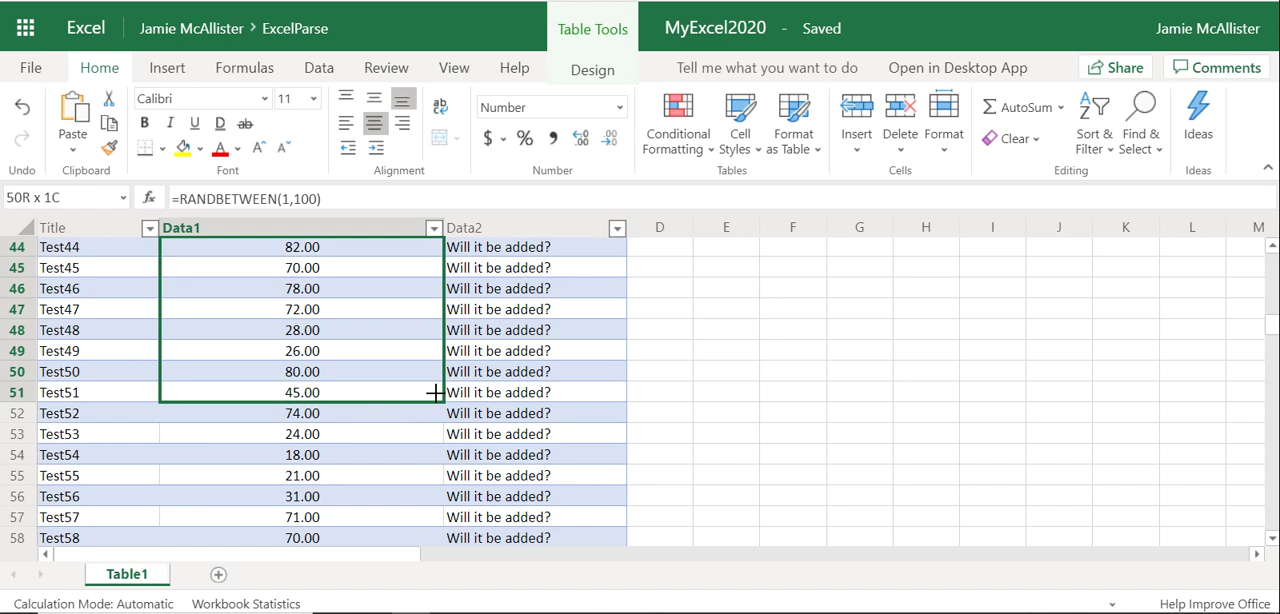 Excel Jamie McAllister > ExcelParse Table Tools MyExcel2020 - Saved Jamie McAllister
File Home Insert Formulas Data Review View Help Design Tell me what you want to do Open in Desktop App Share Comments
Calibri 11 Number AutoSum
Paste Conditional Formatting Cell Styles Format as Table Insert Delete Format Clear Sort & Filter Find & Select Ideas
Undo Clipboard Font Alignment Number Tables Cells Editing Ideas
50R x 1C fx =RANDBETWEEN(1,100)
Title Data1 Data2 D E F G H I J K L M
44 Test44 82.00 Will it be added?
45 Test45 70.00 Will it be added?
46 Test46 78.00 Will it be added?
47 Test47 72.00 Will it be added?
48 Test48 28.00 Will it be added?
49 Test49 26.00 Will it be added?
50 Test50 80.00 Will it be added?
51 Test51 45.00 Will it be added?
52 Test52 74.00 Will it be added?
53 Test53 24.00 Will it be added?
54 Test54 18.00 Will it be added?
55 Test55 21.00 Will it be added?
56 Test56 31.00 Will it be added?
57 Test57 71.00 Will it be added?
58 Test58 70.00 Will it be added?
Table1
Calculation Mode: Automatic Workbook Statistics Help Improve Office